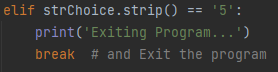 elif strChoice.strip() == '5':
    print('Exiting Program...')
    break  # and Exit the program